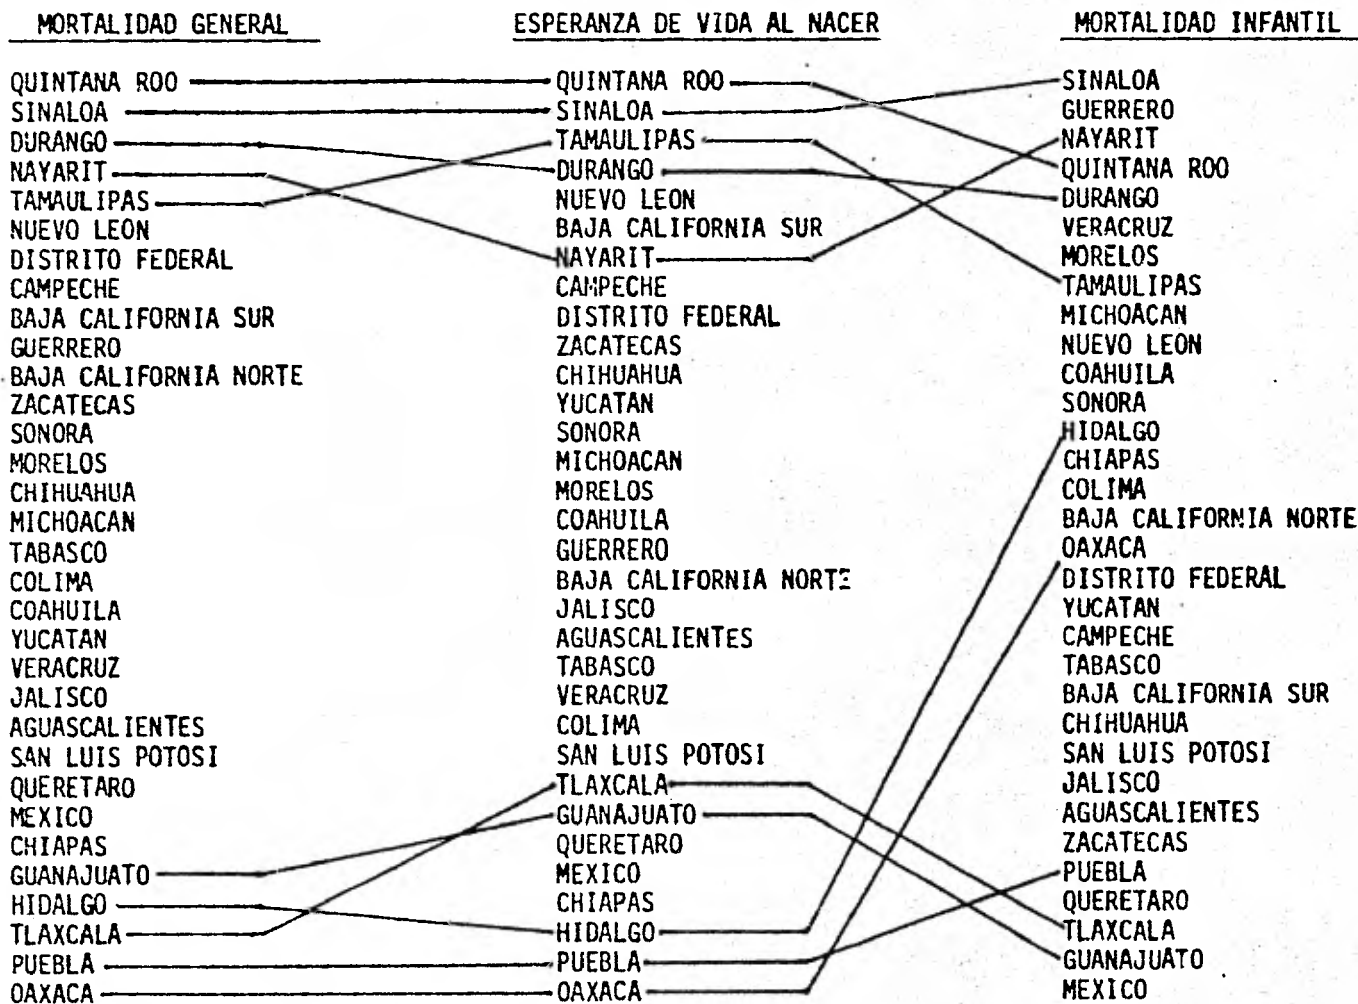 MORTALIDAD GENERAL ESPERANZA DE VIDA AL NACER MORTALIDAD INFANTIL
QUINTANA ROO QUINTANA ROO SINALOA
SINALOA SINALOA GUERRERO
DURANGO TAMAULIPAS NAYARIT
NAYARIT DURANGO QUINTANA ROO
TAMAULIPAS NUEVO LEON DURANGO
NUEVO LEON BAJA CALIFORNIA SUR VERACRUZ
DISTRITO FEDERAL NAYARIT MORELOS
CAMPECHE CAMPECHE TAMAULIPAS
BAJA CALIFORNIA SUR DISTRITO FEDERAL MICHOACAN
GUERRERO ZACATECAS NUEVO LEON
BAJA CALIFORNIA NORTE CHIHUAHUA COAHUILA
ZACATECAS YUCATAN SONORA
SONORA SONORA HIDALGO
MORELOS MICHOACAN CHIAPAS
CHIHUAHUA MORELOS COLIMA
MICHOACAN COAHUILA BAJA CALIFORNIA NORTE
TABASCO GUERRERO OAXACA
COLIMA BAJA CALIFORNIA NORTE DISTRITO FEDERAL
COAHUILA JALISCO YUCATAN
YUCATAN AGUASCALIENTES CAMPECHE
VERACRUZ TABASCO TABASCO
JALISCO VERACRUZ BAJA CALIFORNIA SUR
AGUASCALIENTES COLIMA CHIHUAHUA
SAN LUIS POTOSI SAN LUIS POTOSI SAN LUIS POTOSI
QUERETARO TLAXCALA JALISCO
MEXICO GUANAJUATO AGUASCALIENTES
CHIAPAS QUERETARO ZACATECAS
GUANAJUATO MEXICO PUEBLA
HIDALGO CHIAPAS QUERETARO
TLAXCALA HIDALGO TLAXCALA
PUEBLA PUEBLA GUANAJUATO
OAXACA OAXACA MEXICO